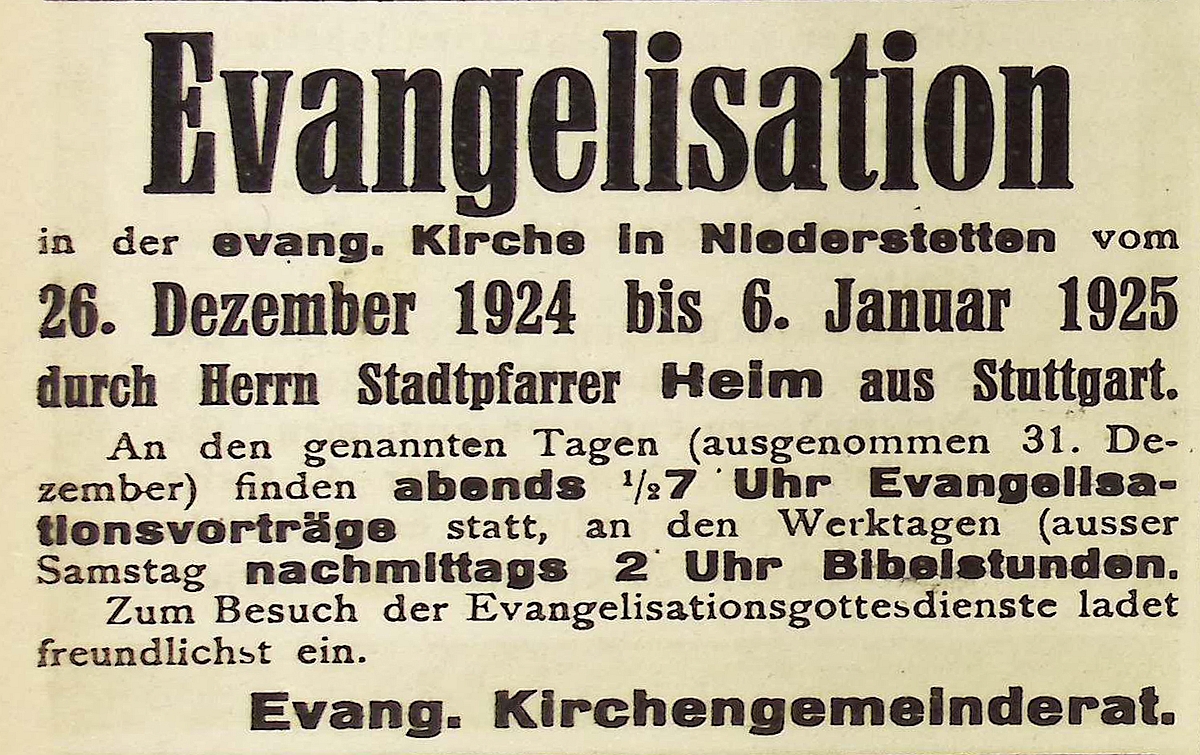 Evangelisation
in der evang. Kirche in Niederstetten vom
26. Dezember 1924 bis 6. Januar 1925
durch Herrn Stadtpfarrer Heim aus Stuttgart.
An den genannten Tagen (ausgenommen 31. De-
zember) finden abends ½7 Uhr Evangelisa-
tionsvorträge statt, an den Werktagen (ausser
Samstag nachmittags 2 Uhr Bibelstunden.
Zum Besuch der Evangelisationsgottesdienste ladet
freundlichst ein.
Evang. Kirchengemeinderat.